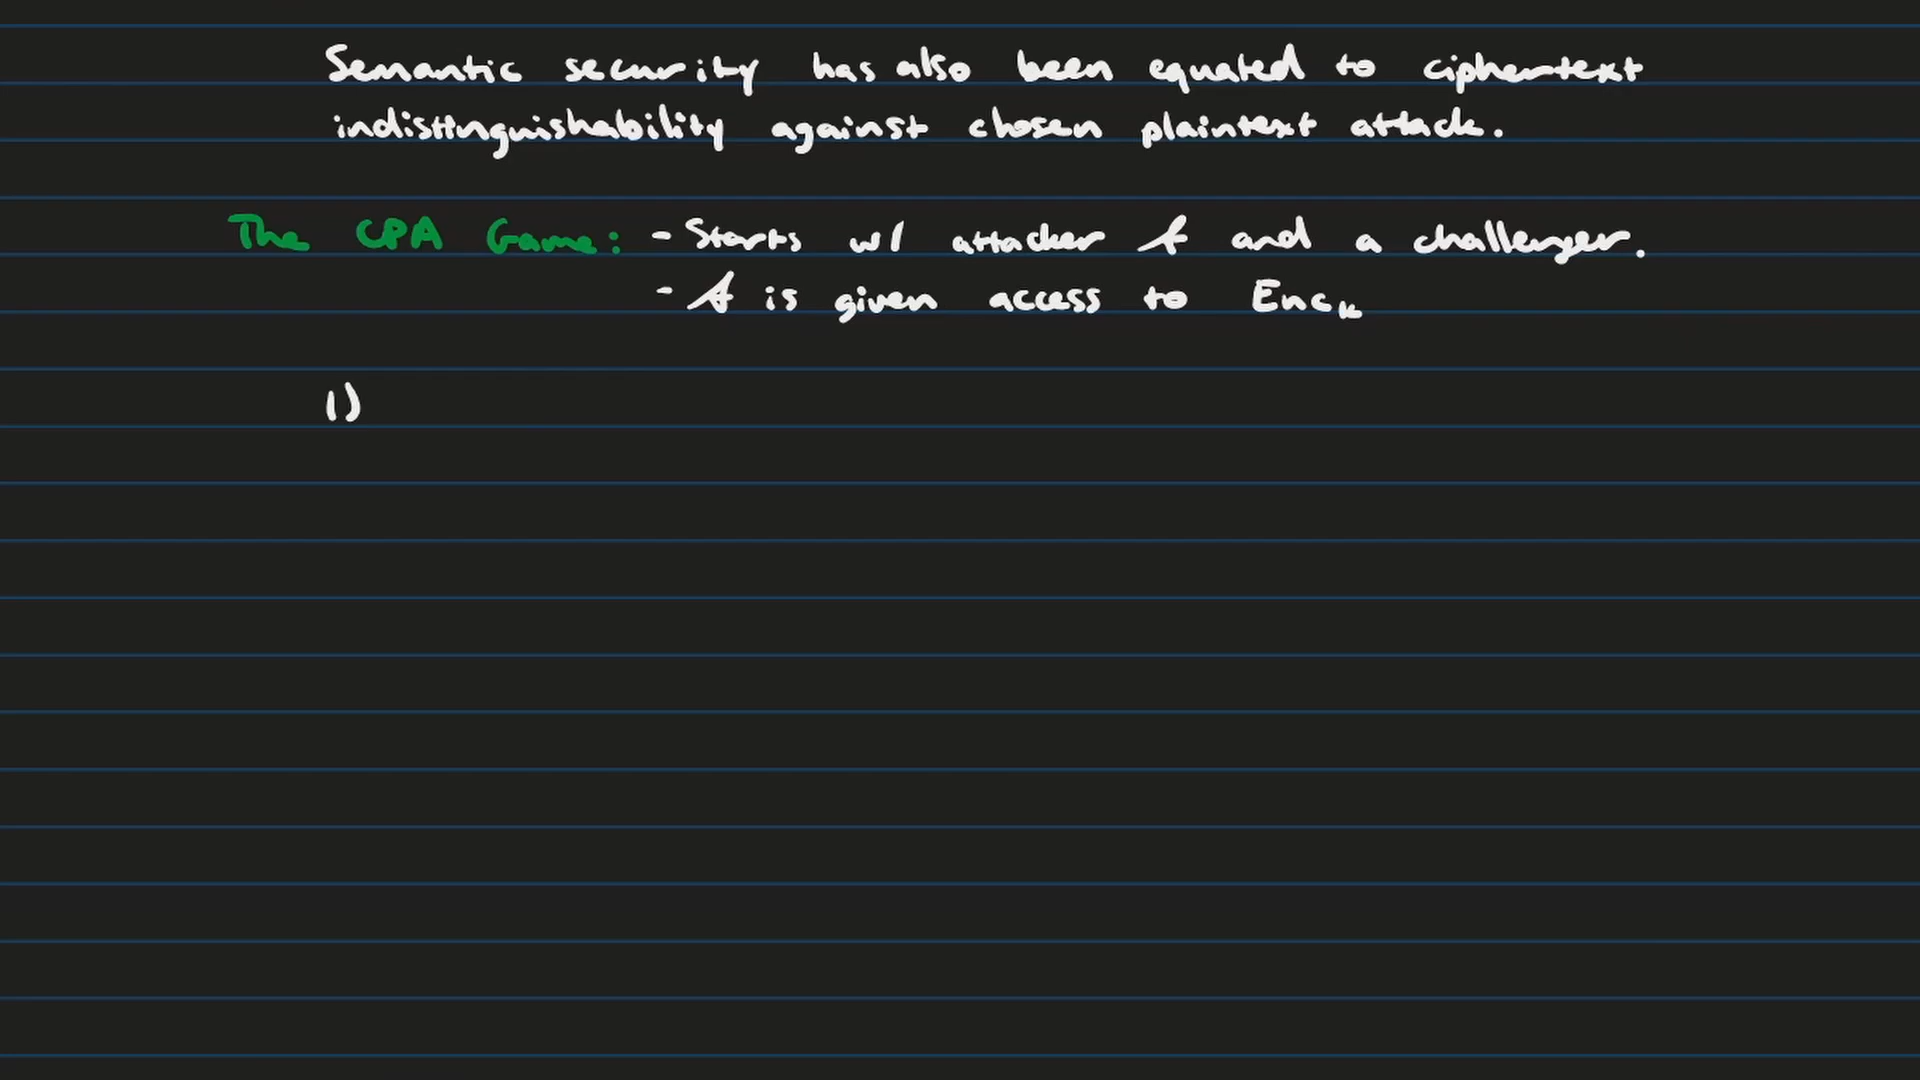 Semantic security has also been equated to ciphertext
indistinguishability against chosen plaintext attack.
The CPA Game: - Starts w/ attacker A and a challenger.
- A is given access to Enck
1)